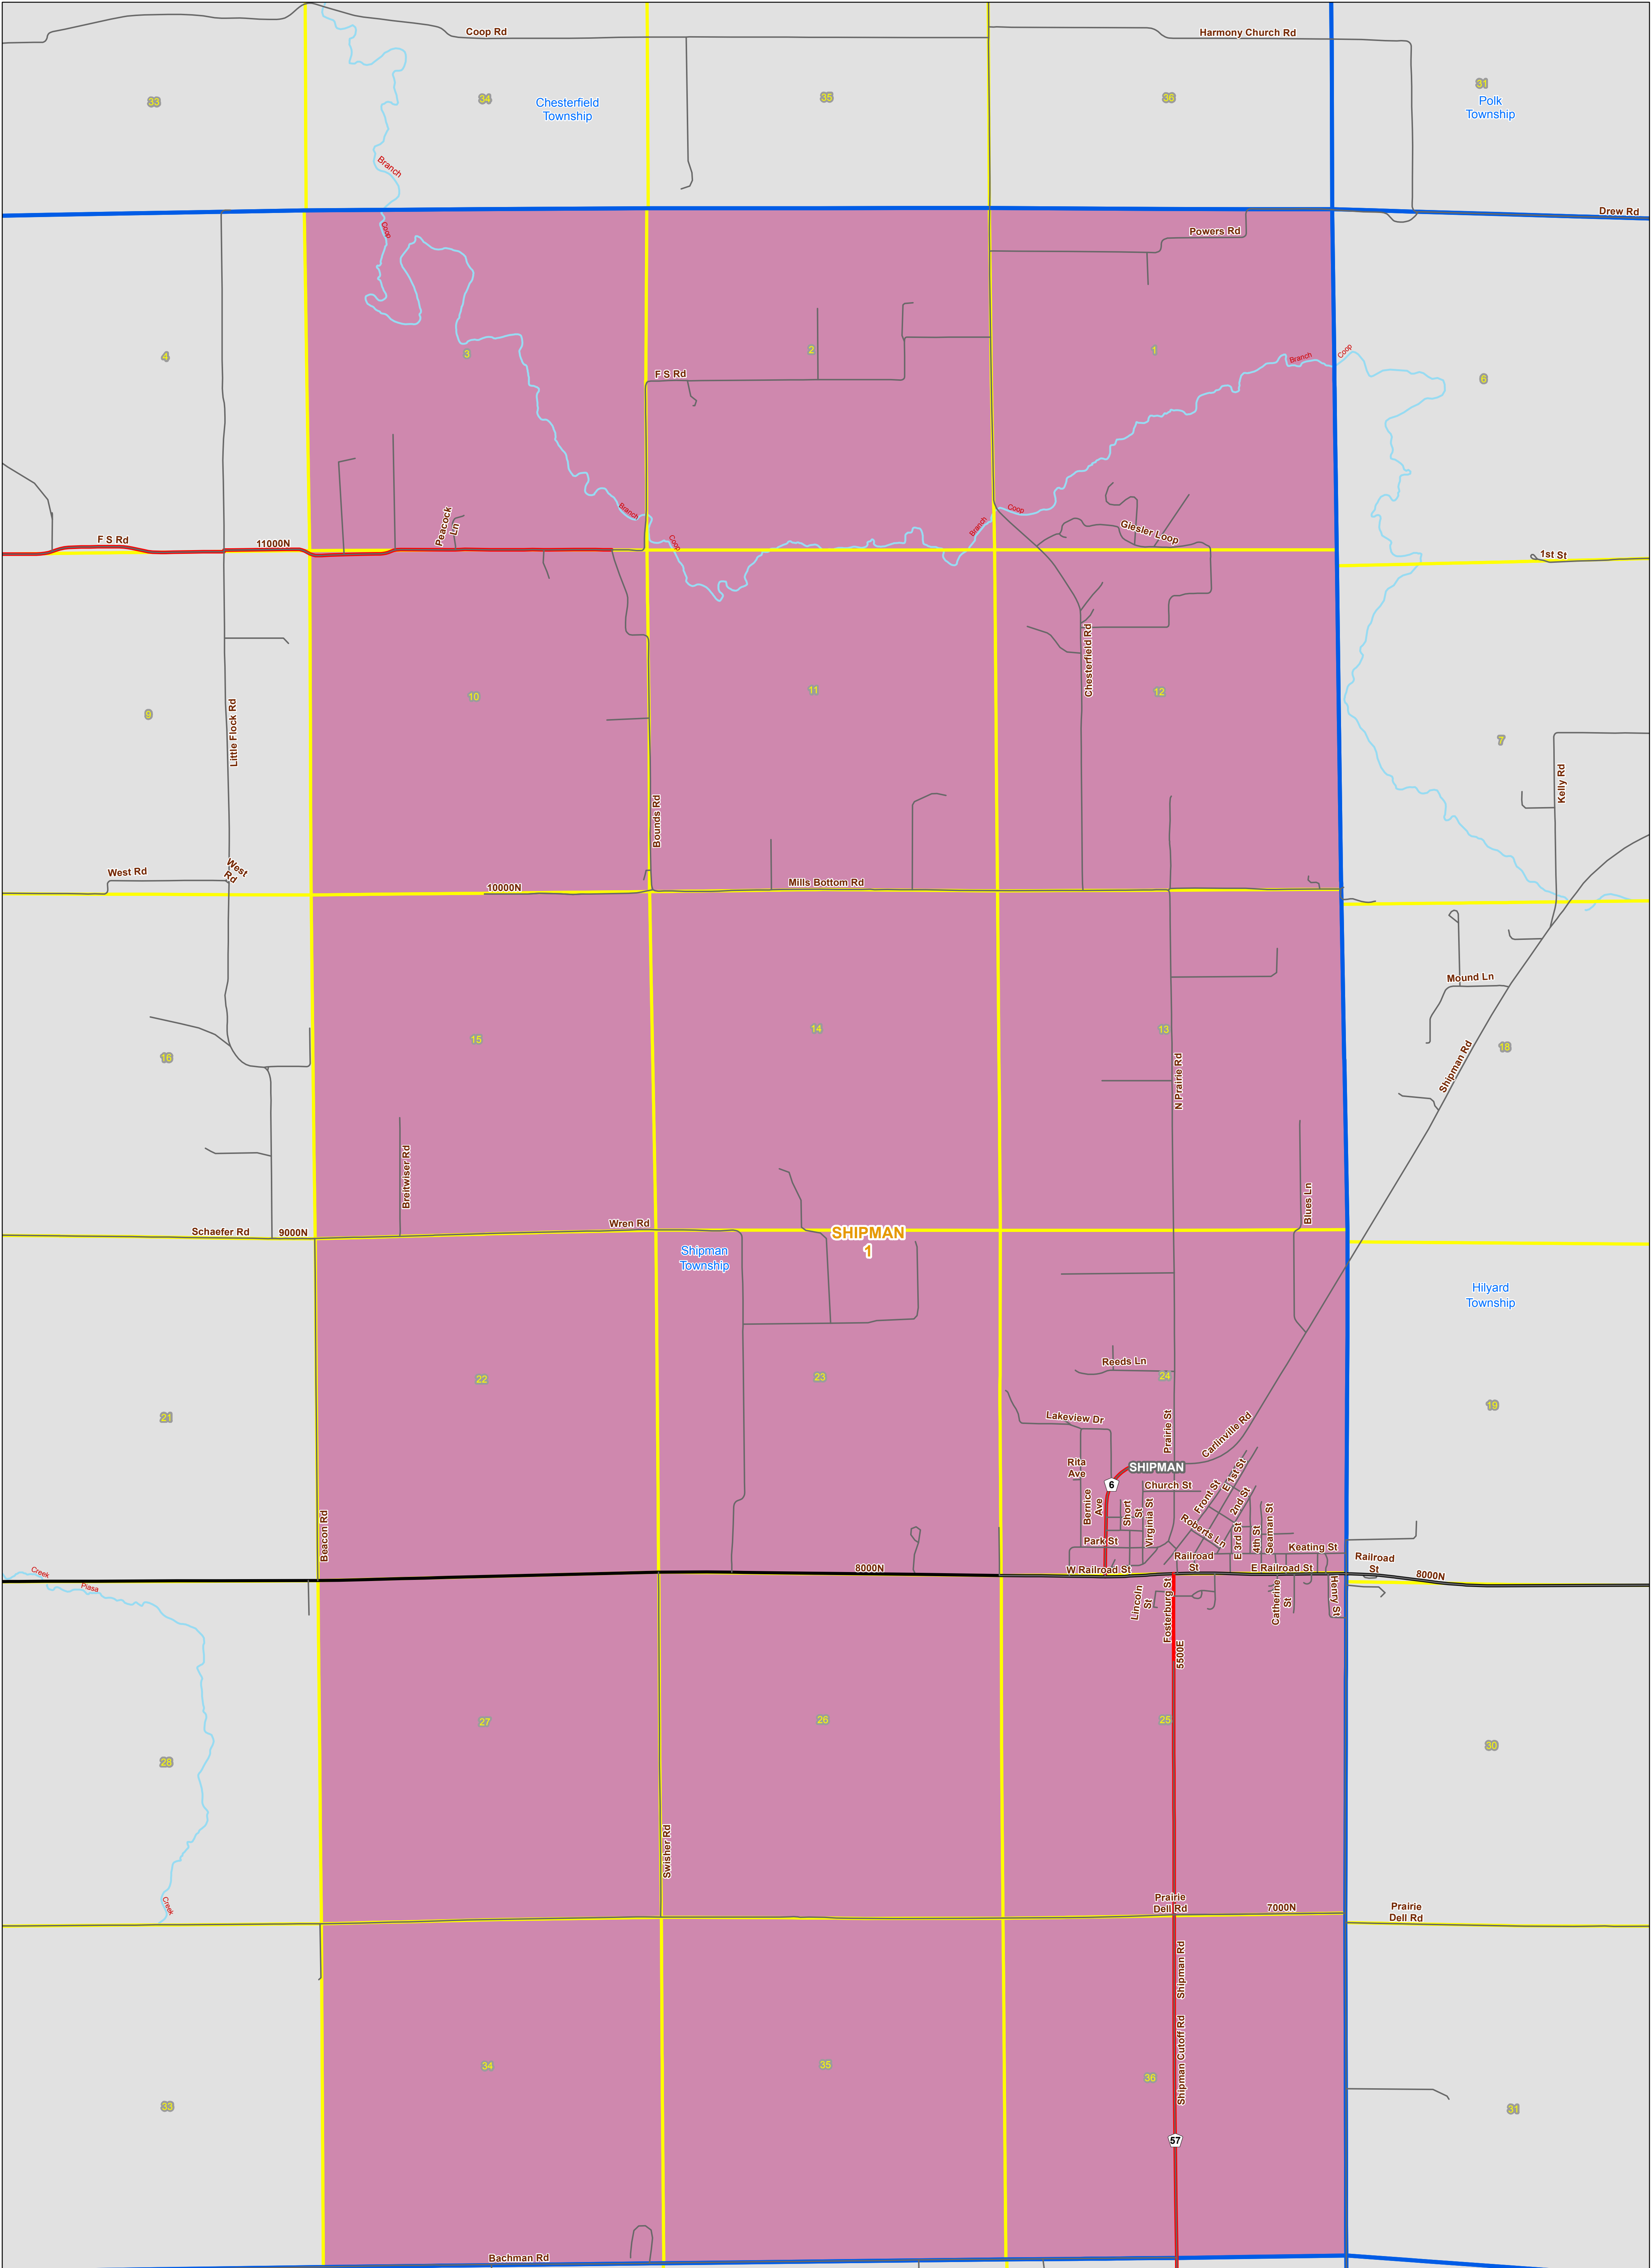 Coop Rd
Harmony Church Rd
33
34
Chesterfield
Township
35
36
31
Polk
Township
Branch
Drew Rd
Coop
Powers Rd
4
3
2
1
Branch
Coop
6
F S Rd
Peacock
Ln
Branch
Coop
Branch
Coop
Giesler Loop
F S Rd
11000N
1st St
Chesterfield Rd
9
Little Flock Rd
10
11
12
7
Kelly Rd
Bounds Rd
West Rd
West
Rd
10000N
Mills Bottom Rd
Mound Ln
16
15
14
13
18
N Prairie Rd
Shipman Rd
Breitwiser Rd
Blues Ln
Schaefer Rd
9000N
Wren Rd
SHIPMAN
1
Shipman
Township
Hilyard
Township
21
22
23
Reeds Ln
24
19
Lakeview Dr
Prairie St
Carlinville Rd
Rita
Ave
SHIPMAN
6
Church St
E 1st St
Front St
2nd St
Bernice
Ave
Short
St
Virginia St
Roberts Ln
E 3rd St
4th St
Seaman St
Beacon Rd
Park St
Keating St
Railroad
St
Railroad
St
8000N
W Railroad St
E Railroad St
8000N
Creek
Piasa
Lincoln
St
Fosterburg St
Catherine
St
Henry St
5500E
28
27
26
25
30
Swisher Rd
Creek
Prairie
Dell Rd
7000N
Prairie
Dell Rd
Shipman Rd
33
34
35
36
Shipman Cutoff Rd
31
57
Bachman Rd